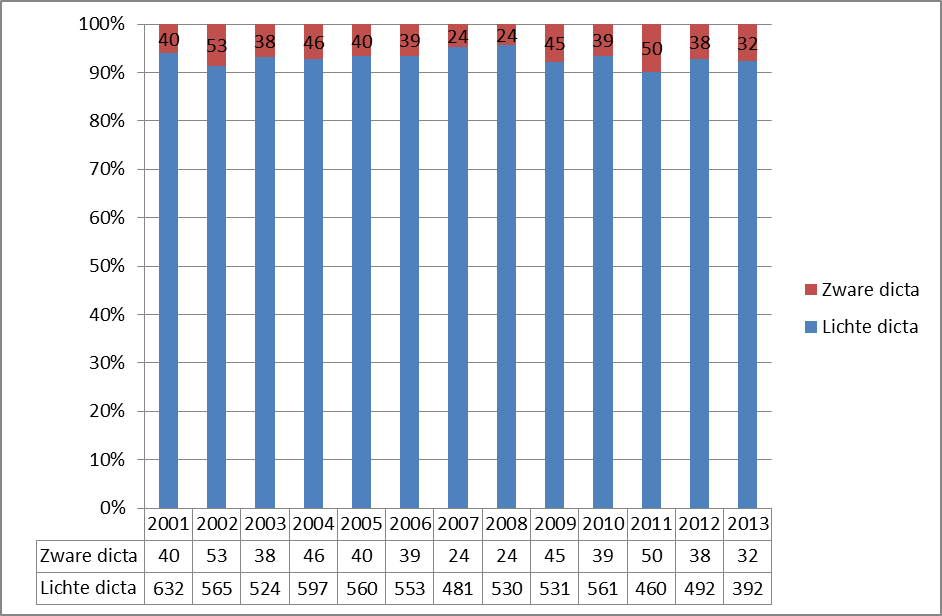 100%
90%
80%
70%
60%
50%
40%
30%
20%
10%
0%
40 53 38 46 40 39 24 24 45 39 50 38 32
Zware dicta
Lichte dicta
2001 2002 2003 2004 2005 2006 2007 2008 2009 2010 2011 2012 2013
Zware dicta 40 53 38 46 40 39 24 24 45 39 50 38 32
Lichte dicta 632 565 524 597 560 553 481 530 531 561 460 492 392